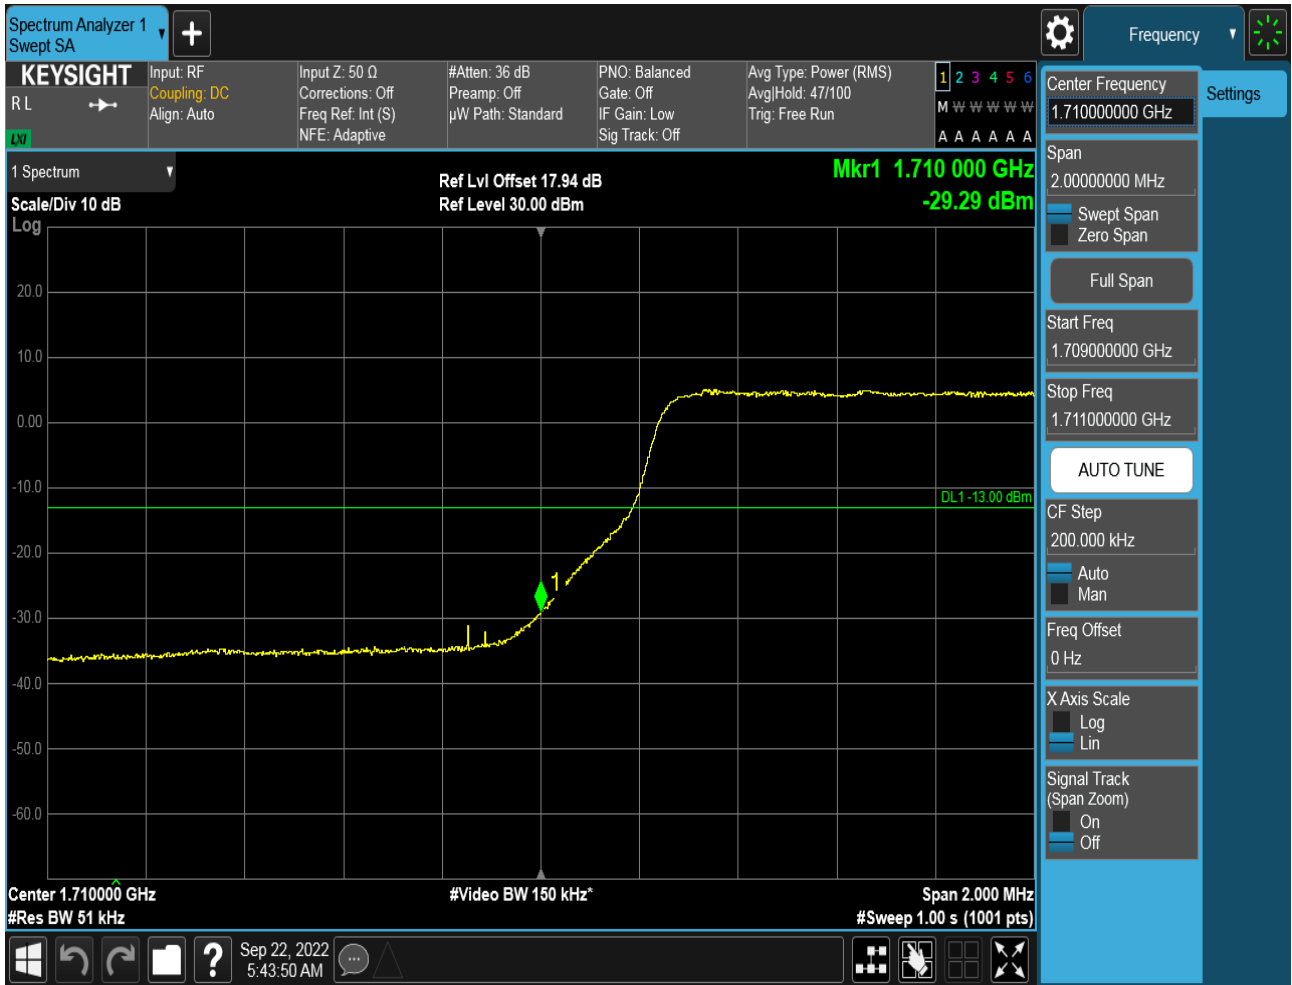 Spectrum Analyzer 1
Swept SA
Frequency
KEYSIGHT
R L
LXI
Input: RF
Coupling: DC
Align: Auto
Input Z: 50 Ω
Corrections: Off
Freq Ref: Int (S)
NFE: Adaptive
#Atten: 36 dB
Preamp: Off
µW Path: Standard
PNO: Balanced
Gate: Off
IF Gain: Low
Sig Track: Off
Avg Type: Power (RMS)
Avg|Hold: 47/100
Trig: Free Run
1 2 3 4 5 6
M W W W W W
A A A A A A
1 Spectrum
Scale/Div 10 dB
Log
Ref Lvl Offset 17.94 dB
Ref Level 30.00 dBm
Mkr1 1.710 000 GHz
-29.29 dBm
20.0
10.0
0.00
-10.0
DL1 -13.00 dBm
-20.0
1
-30.0
-40.0
-50.0
-60.0
Center 1.710000 GHz
#Video BW 150 kHz*
Span 2.000 MHz
#Res BW 51 kHz
#Sweep 1.00 s (1001 pts)
Center Frequency
1.710000000 GHz
Settings
Span
2.00000000 MHz
Swept Span
Zero Span
Full Span
Start Freq
1.709000000 GHz
Stop Freq
1.711000000 GHz
AUTO TUNE
CF Step
200.000 kHz
Auto
Man
Freq Offset
0 Hz
X Axis Scale
Log
Lin
Signal Track
(Span Zoom)
On
Off
?
Sep 22, 2022
5:43:50 AM